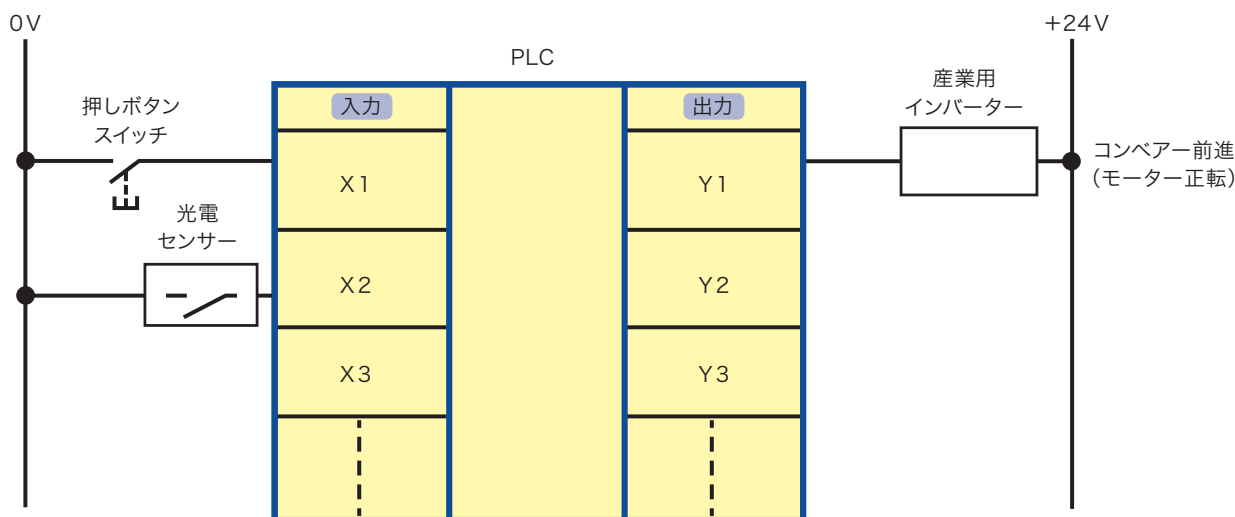 0V
+24V
PLC
産業用
インバーター
押しボタン
スイッチ
入力
出力
コンベアー前進
(モーター正転)
X1
Y1
光電
センサー
X2
Y2
X3
Y3